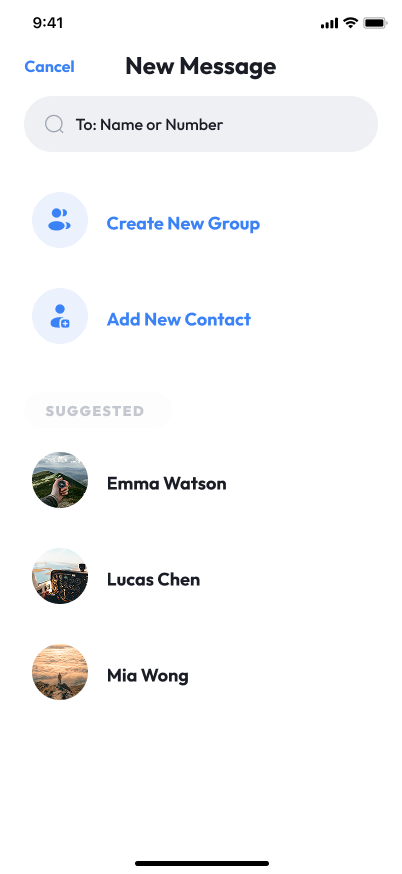 9:41
Cancel
New Message
To: Name or Number
Create New Group
Add New Contact
SUGGESTED
Emma Watson
Lucas Chen
Mia Wong